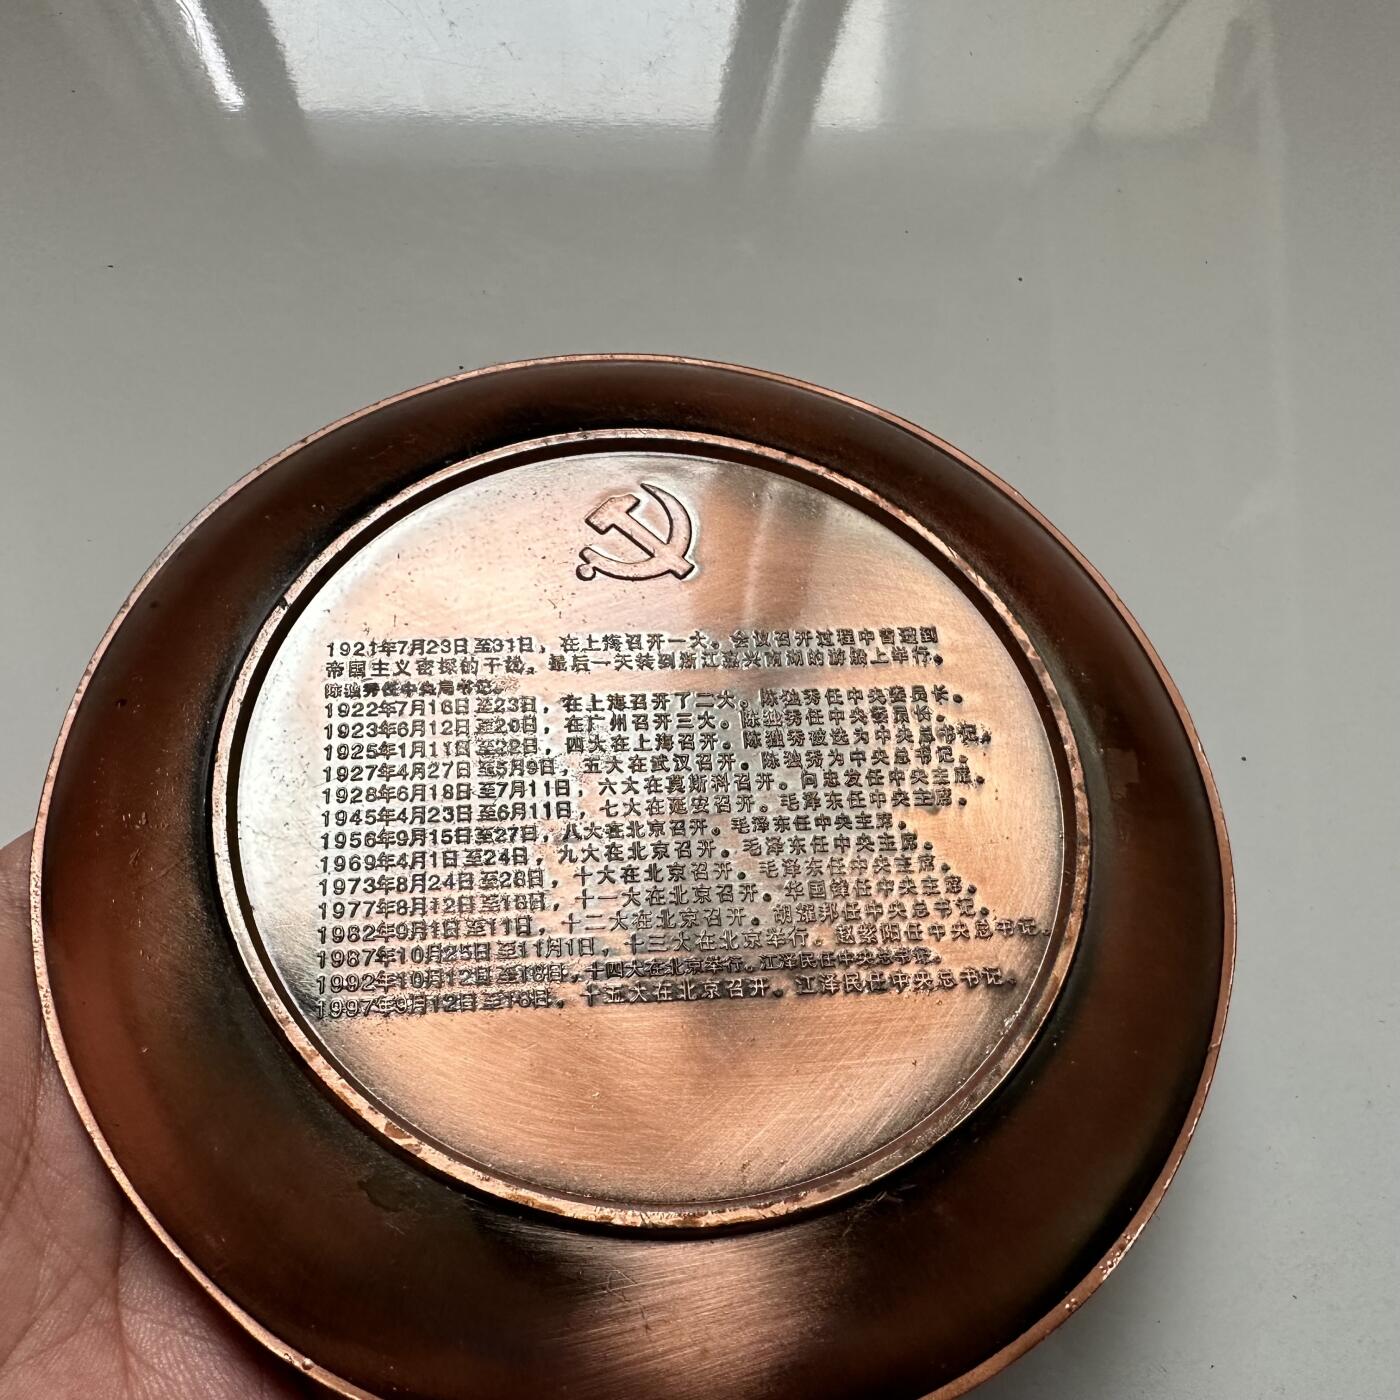 1921年7月23日至31日，在上海召开一大。会议召开过程中曾遭到
帝国主义密探的干扰。最后一天转到浙江嘉兴南湖的游船上举行。
陈独秀任中央局书记。
1922年7月16日至23日，在上海召开了二大。陈独秀任中央委员长。
1923年6月12日至20日，在广州召开三大。陈独秀任中央委员长。
1925年1月11日至22日，四大在上海召开。陈独秀被选为中央总书记。
1927年4月27日至5月9日，五大在武汉召开。陈独秀为中央总书记。
1928年6月18日至7月11日，六大在莫斯科召开。向忠发任中央主席。
1945年4月23日至6月11日，七大在延安召开。毛泽东任中央主席。
1956年9月15日至27日，八大在北京召开。毛泽东任中央主席。
1969年4月1日至24日，九大在北京召开。毛泽东任中央主席。
1973年8月24日至28日，十大在北京召开。毛泽东任中央主席。
1977年8月12日至18日，十一大在北京召开。华国锋任中央主席。
1982年9月1日至11日，十二大在北京召开。胡耀邦任中央总书记。
1987年10月25日至11月1日，十三大在北京举行。赵紫阳任中央总书记。
1992年10月12日至18日，十四大在北京举行。江泽民任中央总书记。
1997年9月12日至18日，十五大在北京召开。江泽民任中央总书记。